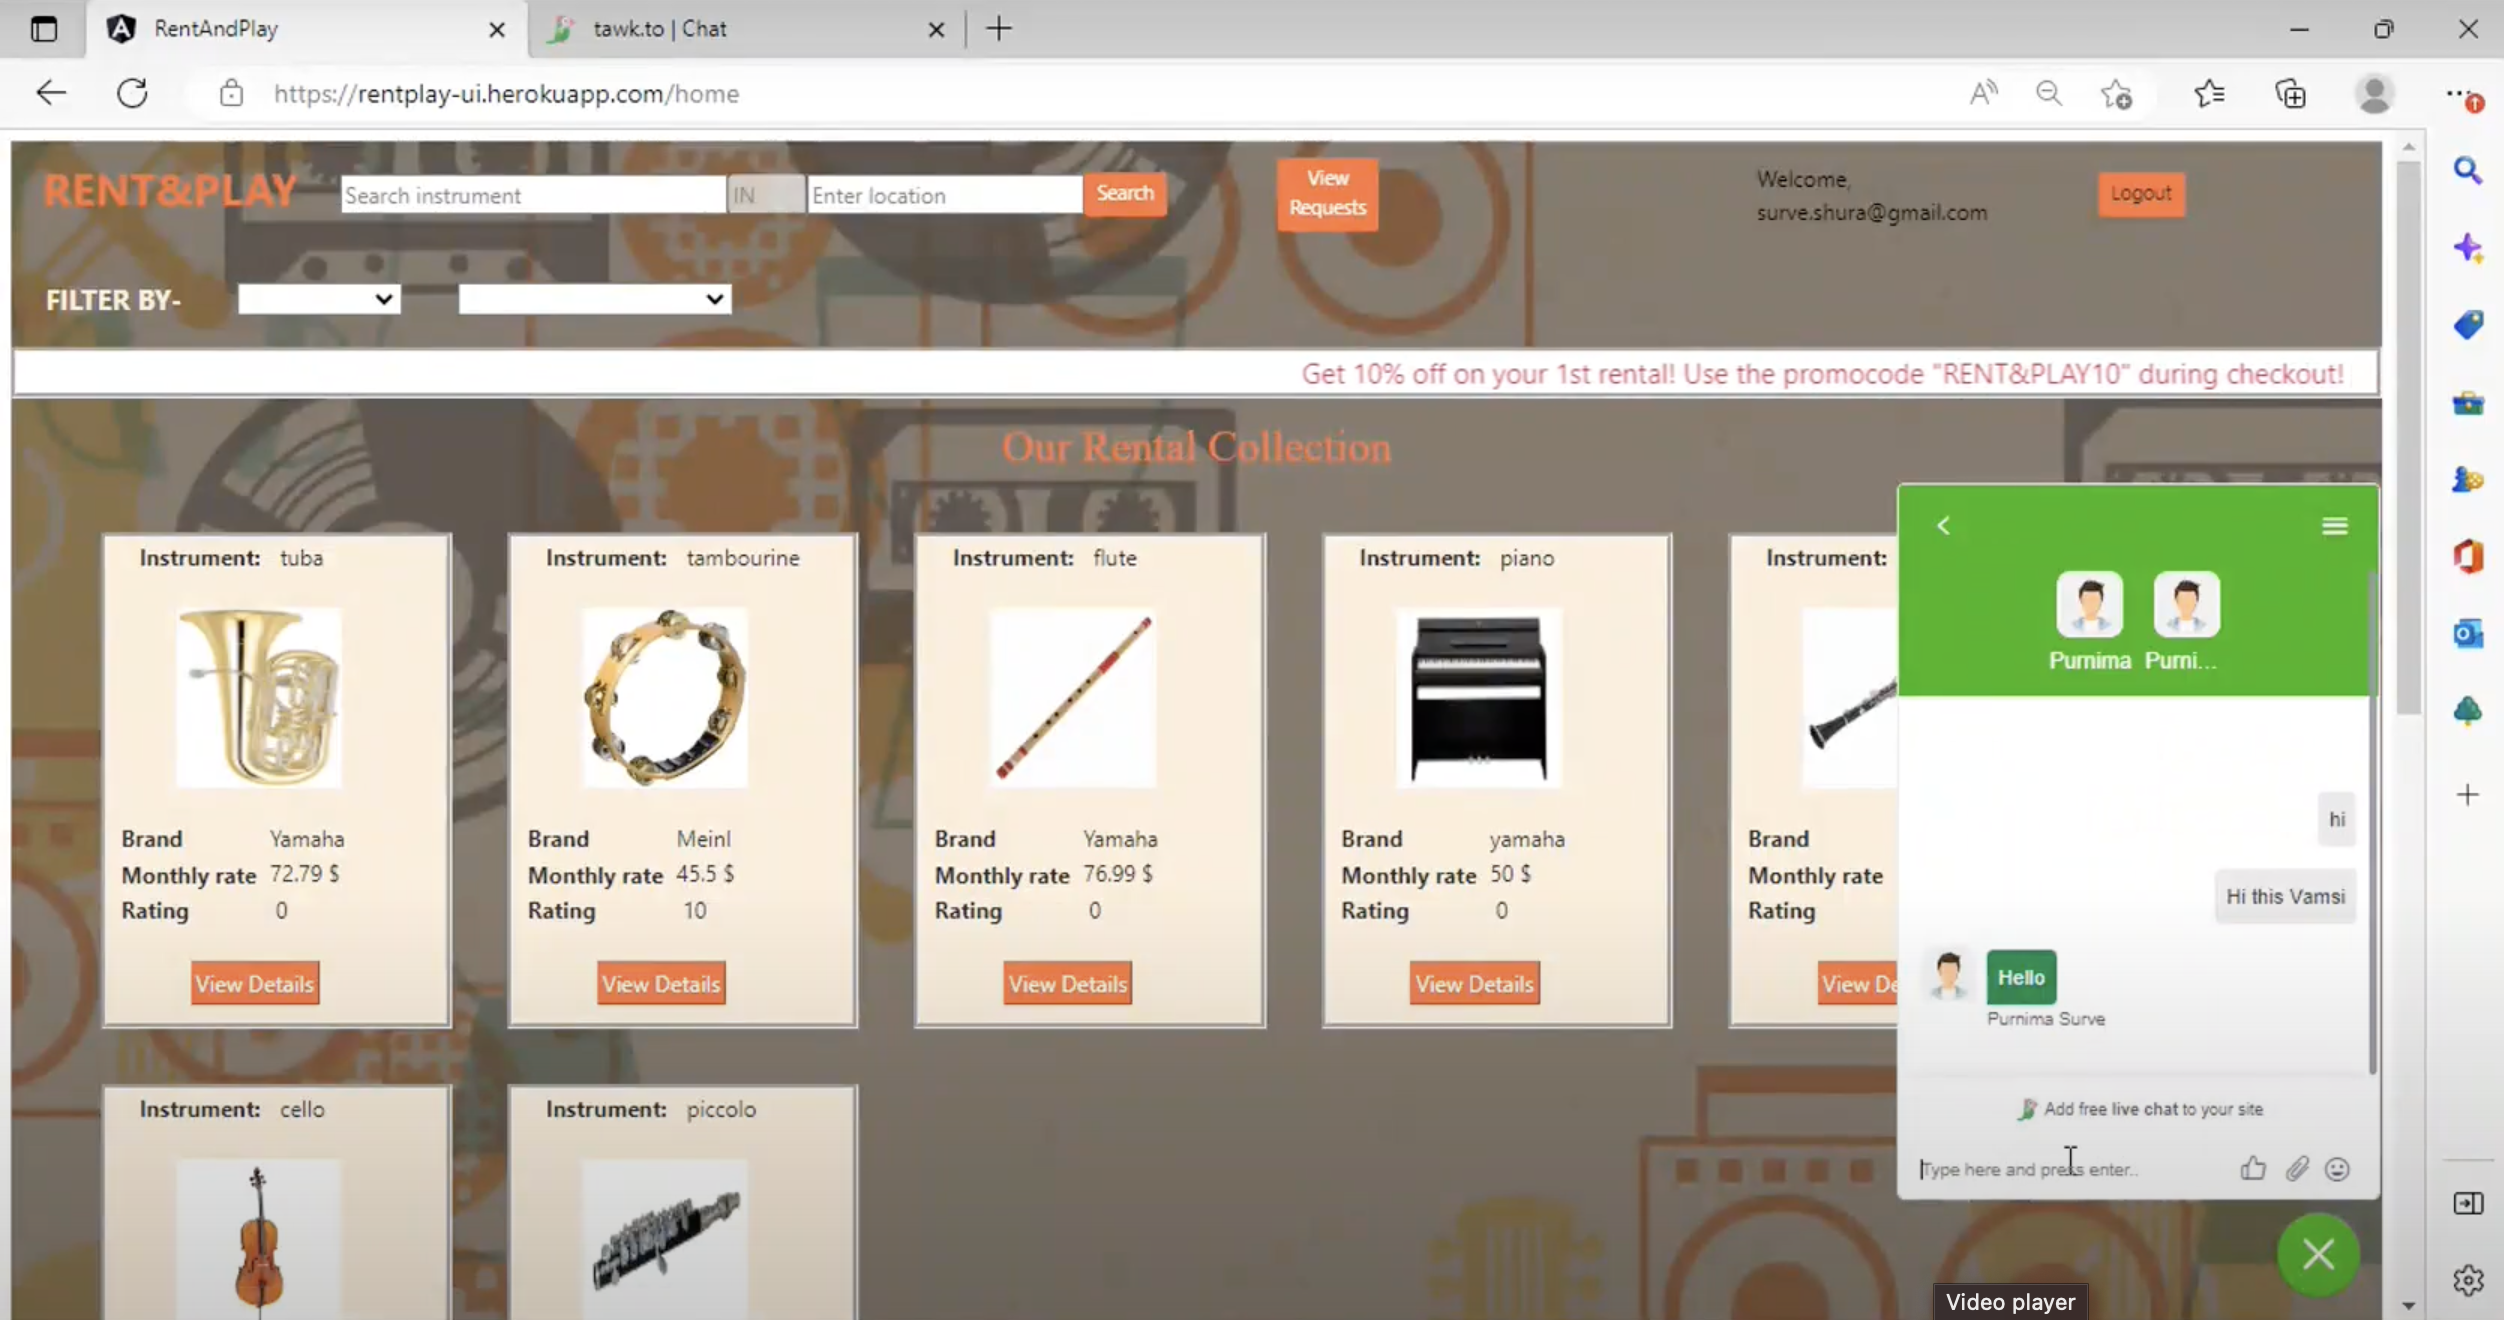 RentAndPlay
tawk.to | Chat
https://rentplay-ui.herokuapp.com/home
RENT&PLAY
Search instrument
IN
Enter location
Search
View
Requests
Welcome,
surve.shura@gmail.com
Logout
FILTER BY-
Get 10% off on your 1st rental! Use the promocode "RENT&PLAY10" during checkout!
Our Rental Collection
Instrument: tuba
Brand Yamaha
Monthly rate 72.79 $
Rating 0
View Details
Instrument: tambourine
Brand Meinl
Monthly rate 45.5 $
Rating 10
View Details
Instrument: flute
Brand Yamaha
Monthly rate 76.99 $
Rating 0
View Details
Instrument: piano
Brand yamaha
Monthly rate 50 $
Rating 0
View Details
Instrument:
Brand
Monthly rate
Rating
View De
Instrument: cello
Instrument: piccolo
Purnima Purni...
hi
Hi this Vamsi
Hello
Purnima Surve
Add free live chat to your site
Type here and press enter..
Video player